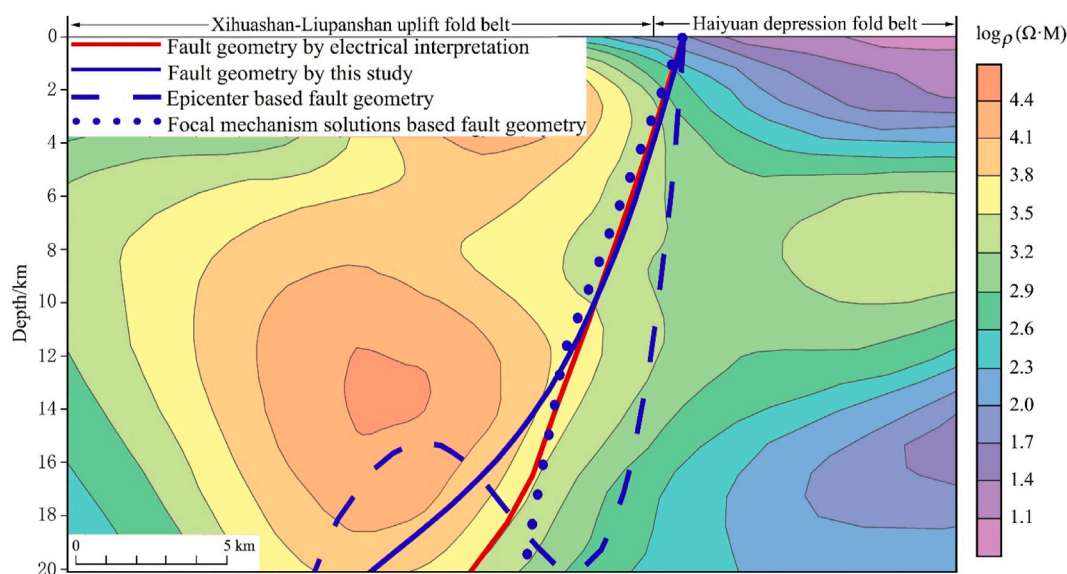 Xihuashan-Liupanshan uplift fold belt
Haiyuan depression fold belt
logρ(Ω·M)
Fault geometry by electrical interpretation
Fault geometry by this study
Epicenter based fault geometry
Focal mechanism solutions based fault geometry
Depth/km
0
2
4
6
8
10
12
14
16
18
20
0
5 km
4.4
4.1
3.8
3.5
3.2
2.9
2.6
2.3
2.0
1.7
1.4
1.1